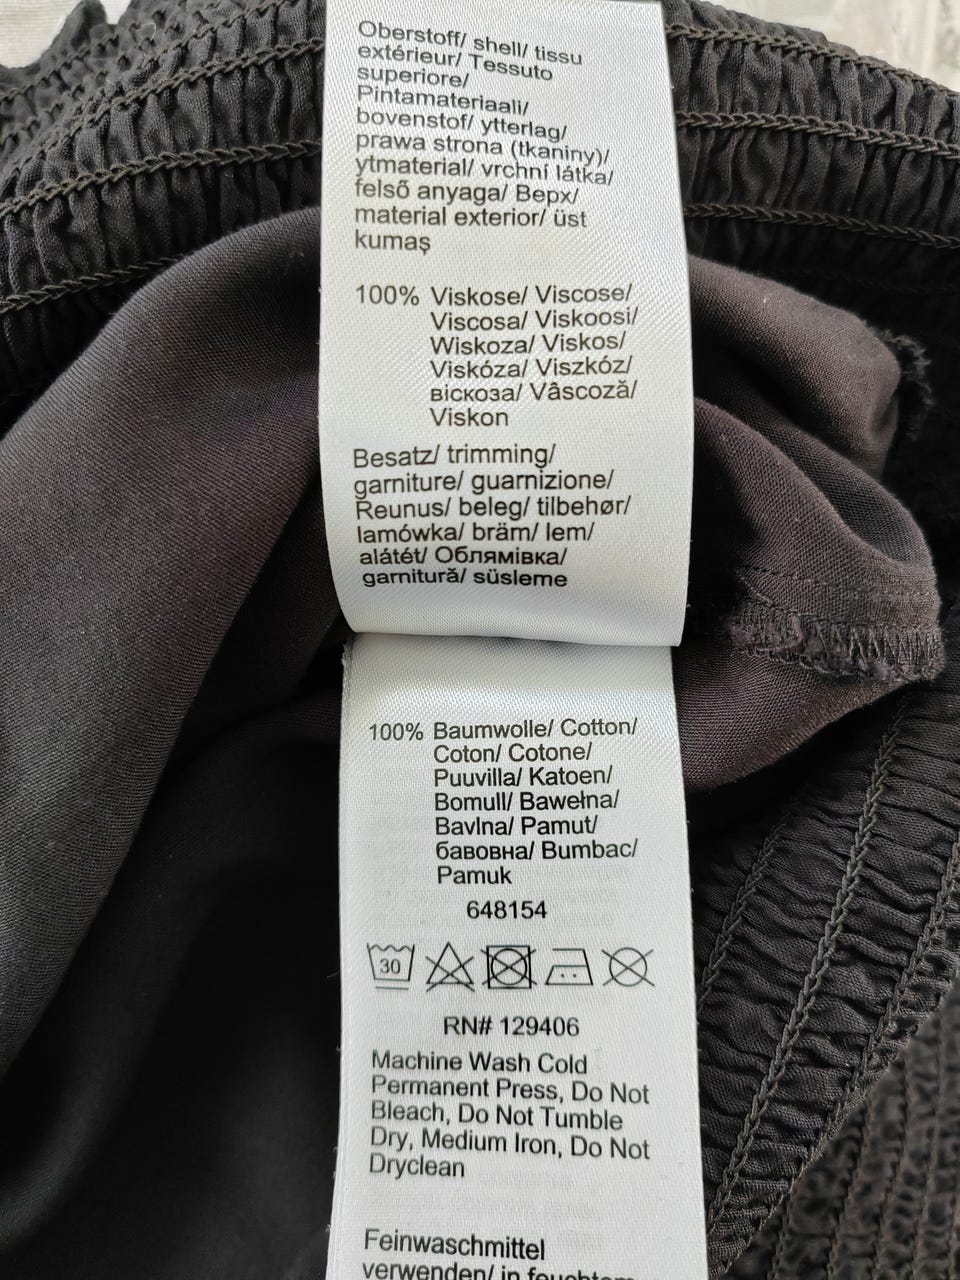 Oberstoff/ shell/ tissu
extérieur/ Tessuto
superiore/
Pintamateriaali/
bovenstof/ ytterlag/
prawa strona (tkaniny)/
ytmaterial/ vrchní látka/
felső anyaga/ Верх/
material exterior/ üst
kumaş
100% Viskose/ Viscose/
Viscosa/ Viskoosi/
Wiskoza/ Viskos/
Viskóza/ Viszkóz/
віскоза/ Vâscoză/
Viskon
Besatz/ trimming/
garniture/ guarnizione/
Reunus/ beleg/ tilbehør/
lamówka/ bräm/ lem/
alátét/ Облямівка/
garnitură/ süsleme
100% Baumwolle/ Cotton/
Coton/ Cotone/
Puuvilla/ Katoen/
Bomull/ Bawełna/
Bavlna/ Pamut/
бавовна/ Bumbac/
Pamuk
648154
30
RN# 129406
Machine Wash Cold
Permanent Press, Do Not
Bleach, Do Not Tumble
Dry, Medium Iron, Do Not
Dryclean
Feinwaschmittel
verwenden/ in feuchtem